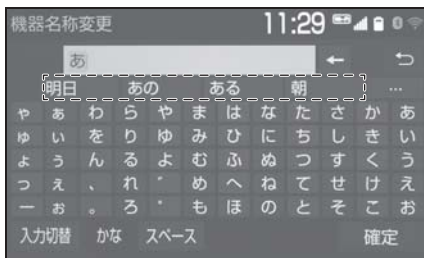 機器名称変更 11:29
あ
明日 あの ある 朝 ...
ゃ ぁ わ ら や ま は な た さ か あ
ゅ ぃ を り ゆ み ひ に ち し き い
ょ ぅ ん る よ む ふ ぬ つ す く う
っ ぇ 、 れ ゛ め へ ね て せ け え
ー ぉ 。 ろ ゜ も ほ の と そ こ お
入力切替 かな スペース 確定